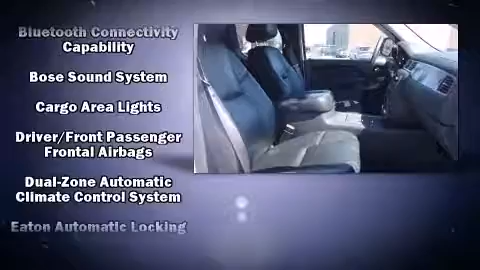 Bluetooth Connectivity
Capability
Bose Sound System
Cargo Area Lights
Driver/Front Passenger
Frontal Airbags
Dual-Zone Automatic
Climate Control System
Eaton Automatic Locking